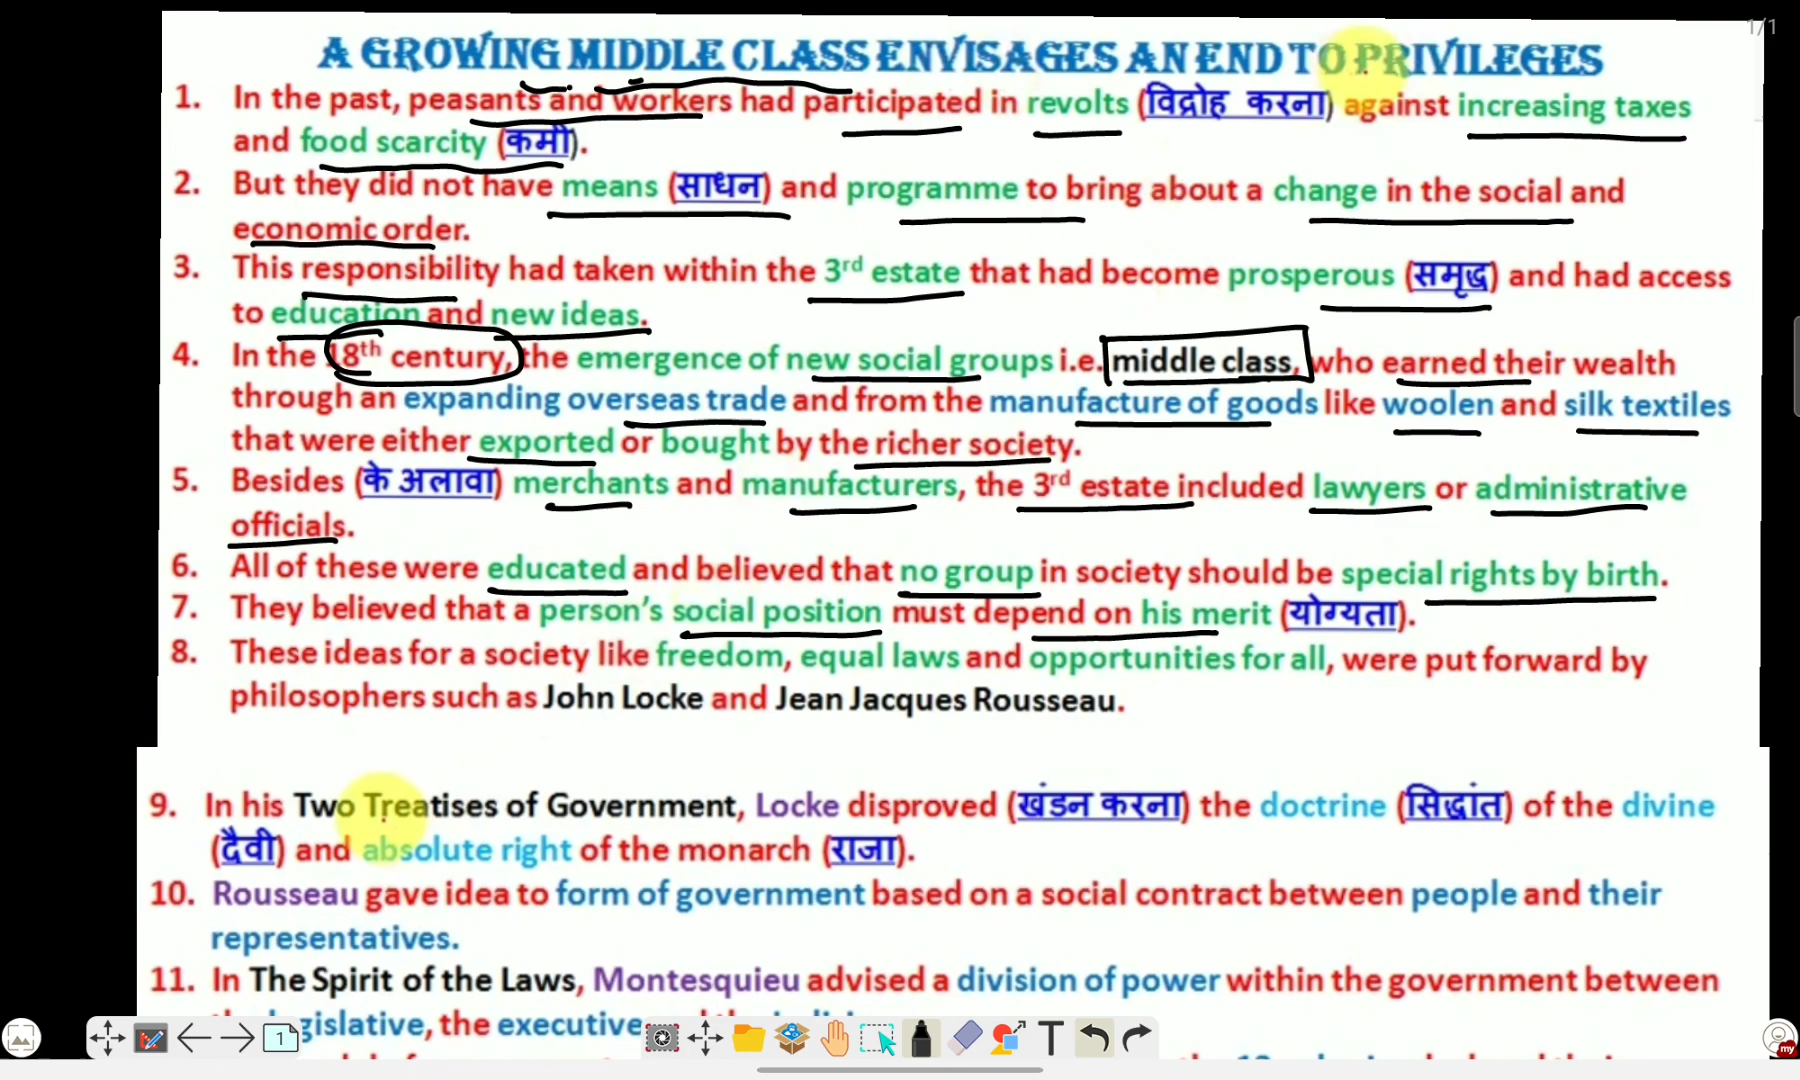 1/1
A GROWING MIDDLE CLASS ENVISAGES AN END TO PRIVILEGES
1. In the past, peasants and workers had participated in revolts (विद्रोह करना) against increasing taxes
and food scarcity (कमी).
2. But they did not have means (साधन) and programme to bring about a change in the social and
economic order.
3. This responsibility had taken within the 3rd estate that had become prosperous (समृद्ध) and had access
to education and new ideas.
4. In the 18th century, the emergence of new social groups i.e. middle class, who earned their wealth
through an expanding overseas trade and from the manufacture of goods like woolen and silk textiles
that were either exported or bought by the richer society.
5. Besides (के अलावा) merchants and manufacturers, the 3rd estate included lawyers or administrative
officials.
6. All of these were educated and believed that no group in society should be special rights by birth.
7. They believed that a person's social position must depend on his merit (योग्यता).
8. These ideas for a society like freedom, equal laws and opportunities for all, were put forward by
philosophers such as John Locke and Jean Jacques Rousseau.
9. In his Two Treatises of Government, Locke disproved (खंडन करना) the doctrine (सिद्धांत) of the divine
(दैवी) and absolute right of the monarch (राजा).
10. Rousseau gave idea to form of government based on a social contract between people and their
representatives.
11. In The Spirit of the Laws, Montesquieu advised a division of power within the government between
legislative, the executive
1 T my